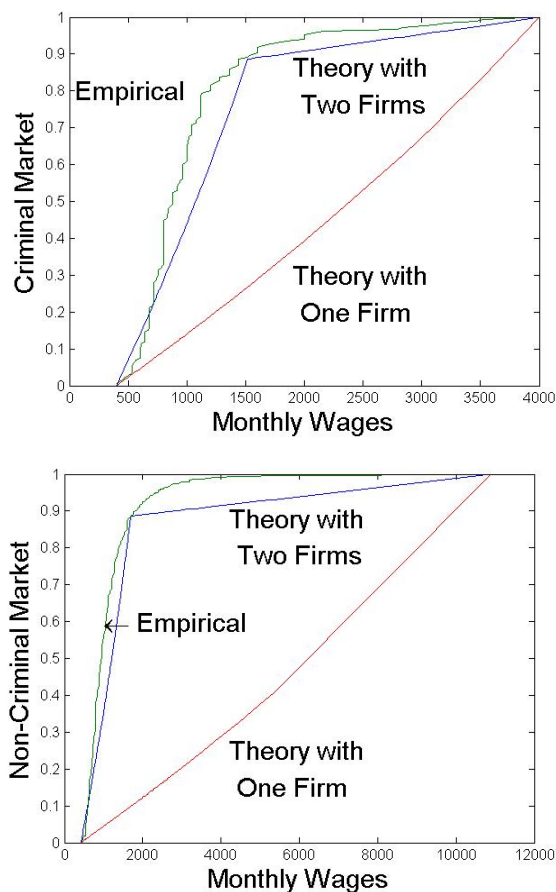 1
0.9
0.8
0.7
0.6
0.5
0.4
0.3
0.2
0.1
0
Criminal Market
Empirical
Theory with
Two Firms
Theory with
One Firm
0 500 1000 1500 2000 2500 3000 3500 4000
Monthly Wages
1
0.9
0.8
0.7
0.6
0.5
0.4
0.3
0.2
0.1
0
Non-Criminal Market
Theory with
Two Firms
Empirical
Theory with
One Firm
0 2000 4000 6000 8000 10000 12000
Monthly Wages